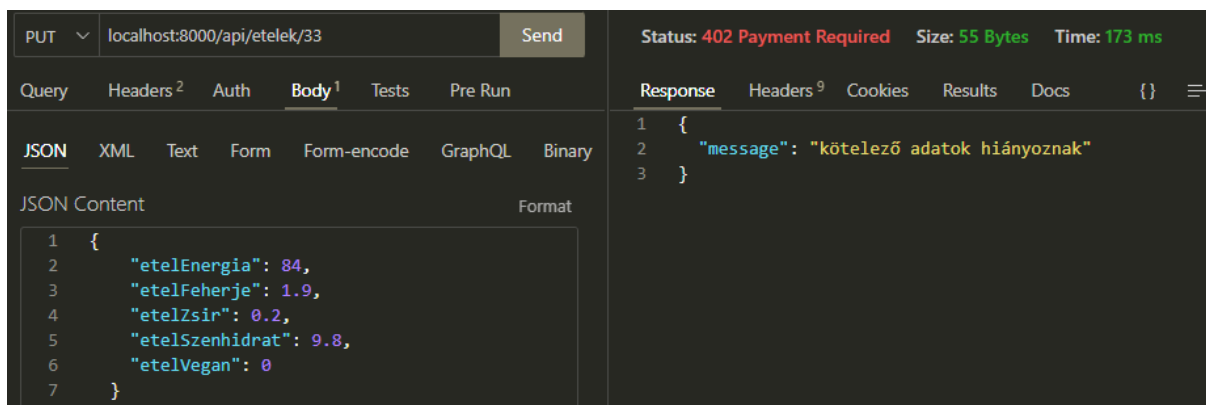 PUT localhost:8000/api/etelek/33 Send
Query Headers 2 Auth Body 1 Tests Pre Run
JSON XML Text Form Form-encode GraphQL Binary
JSON Content Format
1 {
2 "etelEnergia": 84,
3 "etelFeherje": 1.9,
4 "etelZsir": 0.2,
5 "etelSzenhidrat": 9.8,
6 "etelVegan": 0
7 }
Status: 402 Payment Required Size: 55 Bytes Time: 173 ms
Response Headers 9 Cookies Results Docs { }
1 {
2 "message": "kötelező adatok hiányoznak"
3 }